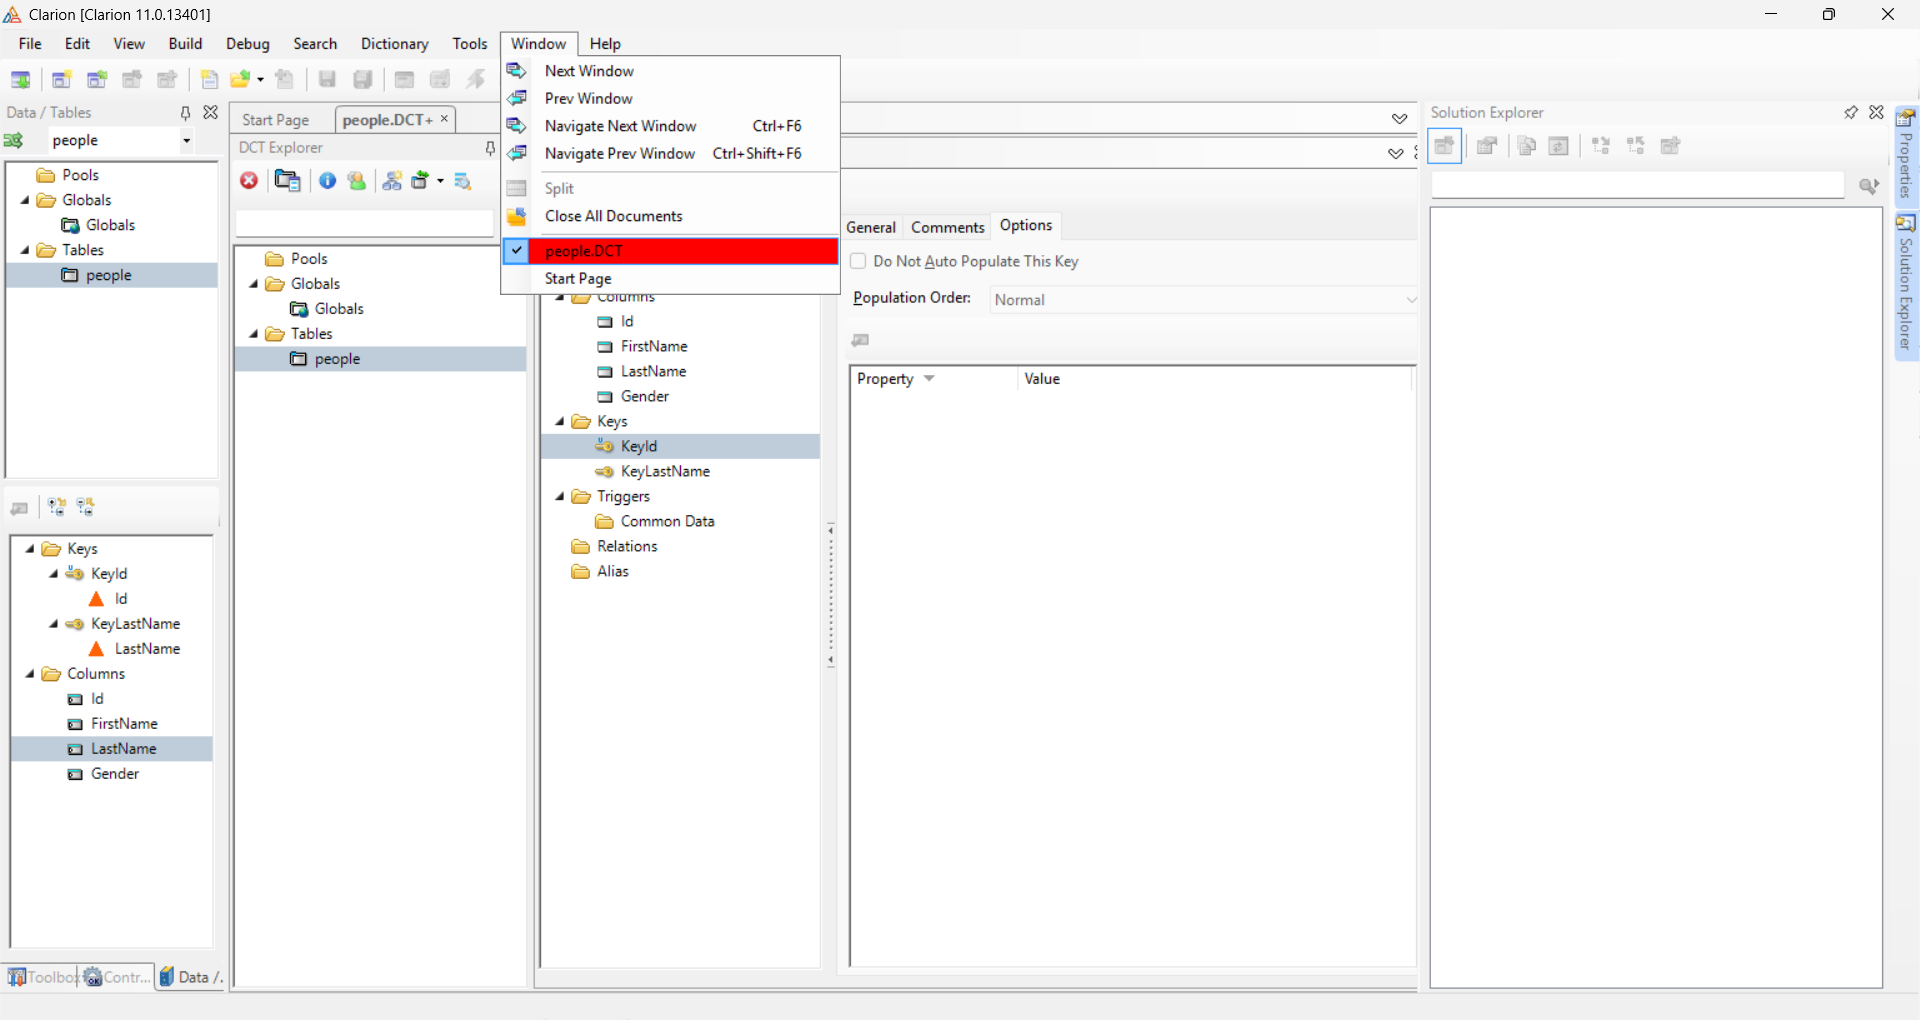 Clarion [Clarion 11.0.13401]
File Edit View Build Debug Search Dictionary Tools Window Help
Data / Tables
people
Pools
Globals
Globals
Tables
people
Keys
KeyId
Id
KeyLastName
LastName
Columns
Id
FirstName
LastName
Gender
Toolbox Contr... Data /.
Start Page people.DCT+
DCT Explorer
Pools
Globals
Globals
Tables
people
Next Window
Prev Window
Navigate Next Window Ctrl+F6
Navigate Prev Window Ctrl+Shift+F6
Split
Close All Documents
people.DCT
Start Page
Columns
Id
FirstName
LastName
Gender
Keys
KeyId
KeyLastName
Triggers
Common Data
Relations
Alias
General Comments Options
Do Not Auto Populate This Key
Population Order: Normal
Property Value
Solution Explorer
Properties
Solution Explorer